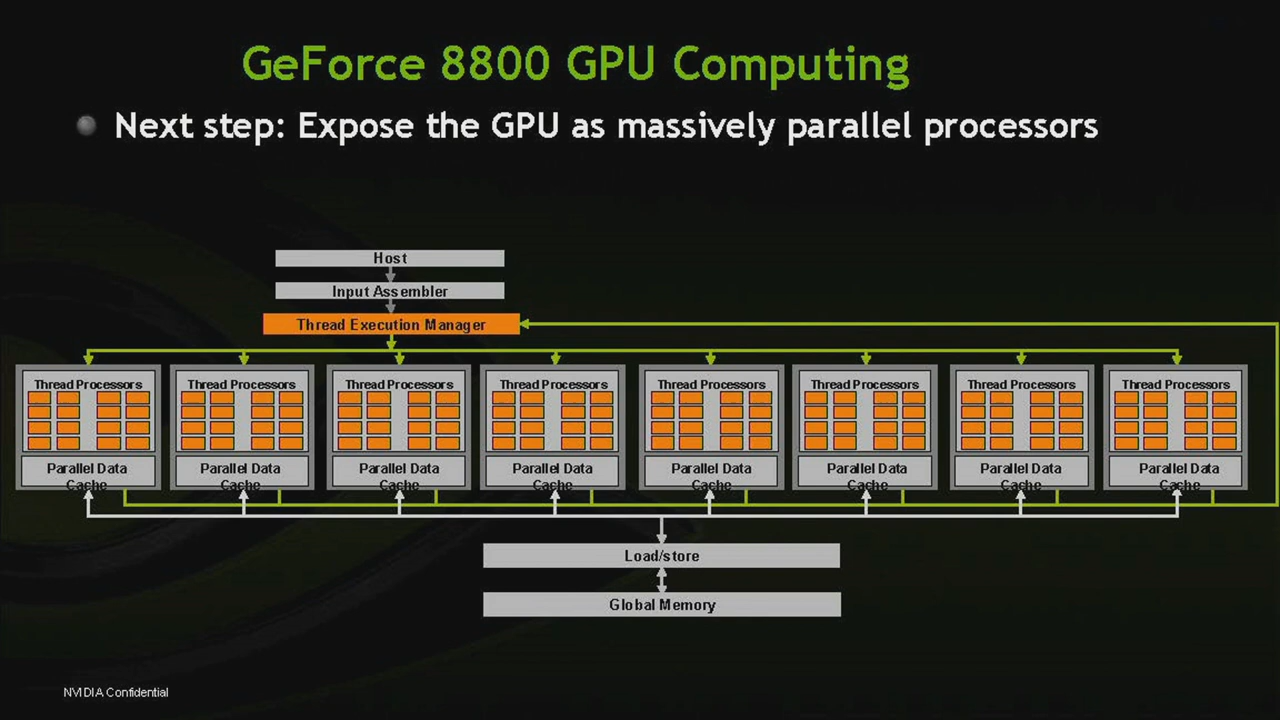 GeForce 8800 GPU Computing
Next step: Expose the GPU as massively parallel processors
Host
Input Assembler
Thread Execution Manager
Thread Processors
Thread Processors
Thread Processors
Thread Processors
Thread Processors
Thread Processors
Thread Processors
Thread Processors
Parallel Data
Cache
Parallel Data
Cache
Parallel Data
Cache
Parallel Data
Cache
Parallel Data
Cache
Parallel Data
Cache
Parallel Data
Cache
Parallel Data
Cache
Load/store
Global Memory
NVIDIA Confidential